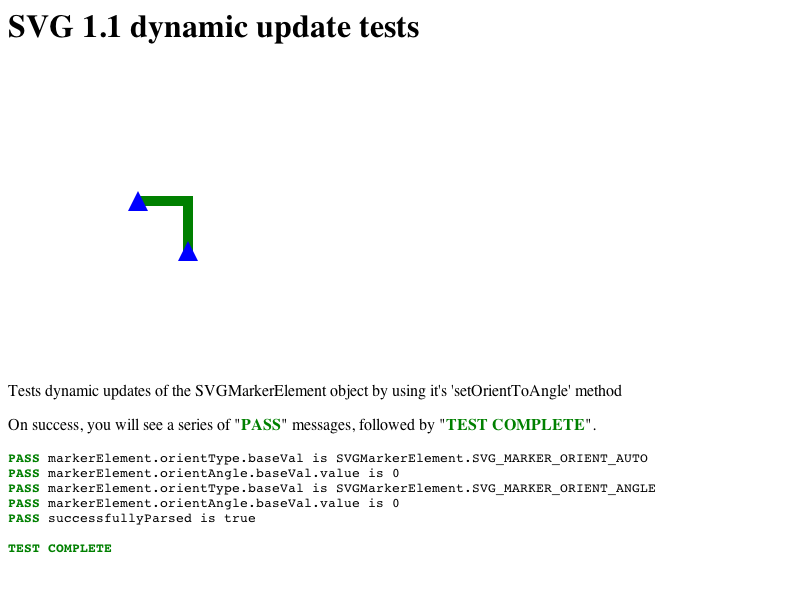 SVG 1.1 dynamic update tests
Tests dynamic updates of the SVGMarkerElement object by using it's 'setOrientToAngle' method
On success, you will see a series of "PASS" messages, followed by "TEST COMPLETE".
PASS markerElement.orientType.baseVal is SVGMarkerElement.SVG_MARKER_ORIENT_AUTO
PASS markerElement.orientAngle.baseVal.value is 0
PASS markerElement.orientType.baseVal is SVGMarkerElement.SVG_MARKER_ORIENT_ANGLE
PASS markerElement.orientAngle.baseVal.value is 0
PASS successfullyParsed is true
TEST COMPLETE